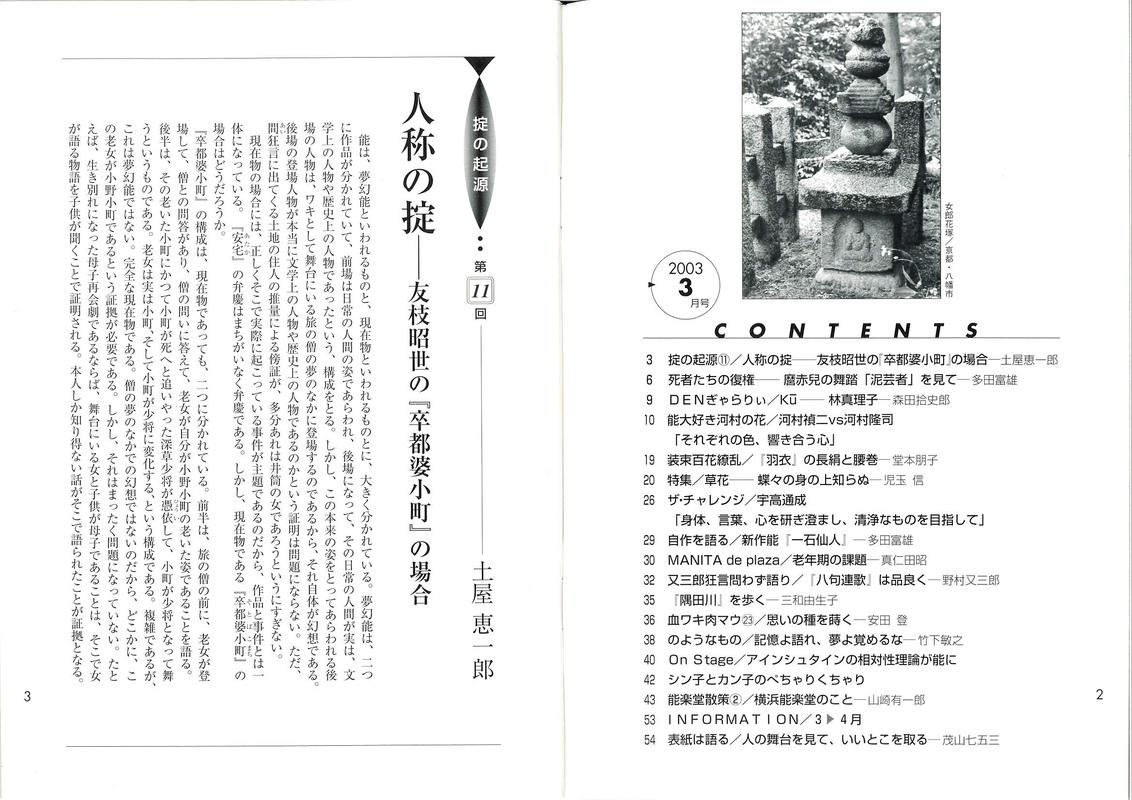 女郎花塚／京都・八幡市
2003
3
月号
CONTENTS
3 掟の起源⑪／人称の掟――友枝昭世の『卒都婆小町』の場合─土屋恵一郎
6 死者たちの復権―― 麿赤兒の舞踏「泥芸者」を見て─多田富雄
9 DENぎゃらりぃ／Kū ―― 林真理子─森田拾史郎
10 能大好き河村の花／河村禎二vs河村隆司
「それぞれの色、響き合う心」
19 装束百花繚乱／『羽衣』の長絹と腰巻─堂本朋子
20 特集／草花―― 蝶々の身の上知らぬ─児玉 信
26 ザ・チャレンジ／宇高通成
「身体、言葉、心を研ぎ澄まし、清浄なものを目指して」
29 自作を語る／新作能『一石仙人』─多田富雄
30 MANITA de plaza／老年期の課題─真仁田昭
32 又三郎狂言問わず語り／『八句連歌』は品良く─野村又三郎
35 『隅田川』を歩く─三和由生子
36 血ワキ肉マウ㉓／思いの種を蒔く─安田 登
38 のようなもの／記憶よ語れ、夢よ覚めるな─竹下敏之
40 On Stage／アインシュタインの相対性理論が能に
42 シン子とカン子のぺちゃりくちゃり
43 能楽堂散策②／横浜能楽堂のこと─山崎有一郎
53 INFORMATION／3▶4月
54 表紙は語る／人の舞台を見て、いいとこを取る─茂山七五三
2
掟の起源
第11回
土屋恵一郎
人称の掟――友枝昭世の『卒都婆小町』の場合
能は、夢幻能といわれるものと、現在物といわれるものとに、大きく分かれている。夢幻能は、二つ
に作品が分かれていて、前場は日常の人間の姿であらわれ、後場になって、その日常の人間が実は、文
学上の人物や歴史上の人物であったという、構成をとる。しかし、この本来の姿をとってあらわれる後
場の人物は、ワキとして舞台にいる旅の僧の夢のなかに登場するのであるから、それ自体が幻想である。
後場の登場人物が本当に文学上の人物や歴史上の人物であるのかという証明は問題にならない。ただ、
間狂言に出てくる土地の住人の推量による傍証が、多分あれは井筒の女であろうというにすぎない。
あい
現在物の場合には、正しくそこで実際に起こっている事件が主題であるのだから、作品と事件とは一
体になっている。『安宅』の弁慶はまちがいなく弁慶である。しかし、現在物である『卒都婆小町』の
あたか
そとばこまち
場合はどうだろうか。
『卒都婆小町』の構成は、現在物であっても、二つに分かれている。前半は、旅の僧の前に、老女が登
場して、僧との問答があり、僧の問いに答えて、老女が自分が小野小町の老いた姿であることを語る。
後半は、その老いた小町にかつて小町が死へと追いやった深草少将が憑依して、小町が少将となって舞
ひょうい
うというものである。老女は実は小町、そして小町が少将に変化する、という構成である。複雑であるが、
これは夢幻能ではない。完全な現在物である。僧の夢のなかでの幻想ではないのだから、どこかに、こ
の老女が小野小町であるという証拠が必要である。しかし、それはまったく問題になっていない。たと
えば、生き別れになった母子再会劇であるならば、舞台にいる女と子供が母子であることは、そこで女
が語る物語を子供が聞くことで証明される。本人しか知り得ない話がそこで語られたことが証拠となる。
3